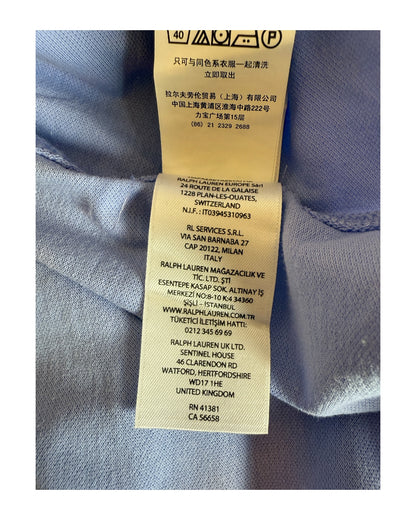 40 P
只可与同色系衣服一起清洗
立即取出
拉尔夫劳伦贸易（上海）有限公司
中国上海黄浦区淮海中路222号
力宝广场第15层
(86) 21 2329 2688
RALPH LAUREN EUROPE Sàrl
24 ROUTE DE LA GALAISE
1228 PLAN-LES-OUATES,
SWITZERLAND
N.I.F.: IT03945310963
RL SERVICES S.R.L.
VIA SAN BARNABA 27
CAP 20122, MILAN
ITALY
RALPH LAUREN MAĞAZACILIK VE
TİC. LTD. ŞTİ
ESENTEPE KASAP SOK. ALTINAY İŞ
MERKEZİ NO:8-10 K:4 34360
ŞİŞLİ - İSTANBUL
WWW.RALPHLAUREN.COM.TR
TÜKETİCİ İLETİŞİM HATTI:
0212 345 69 69
RALPH LAUREN UK LTD.
SENTINEL HOUSE
46 CLARENDON RD
WATFORD, HERTFORDSHIRE
WD17 1HE
UNITED KINGDOM
RN 41381
CA 56658